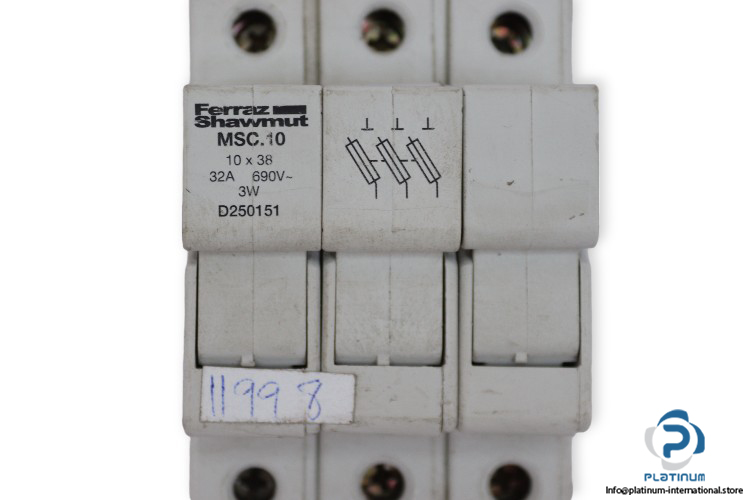 Ferraz
Shawmut
MSC.10
10 x 38
32A 690V~
3W
D250151
11998
PLATINUM
Info@platinum-international.store